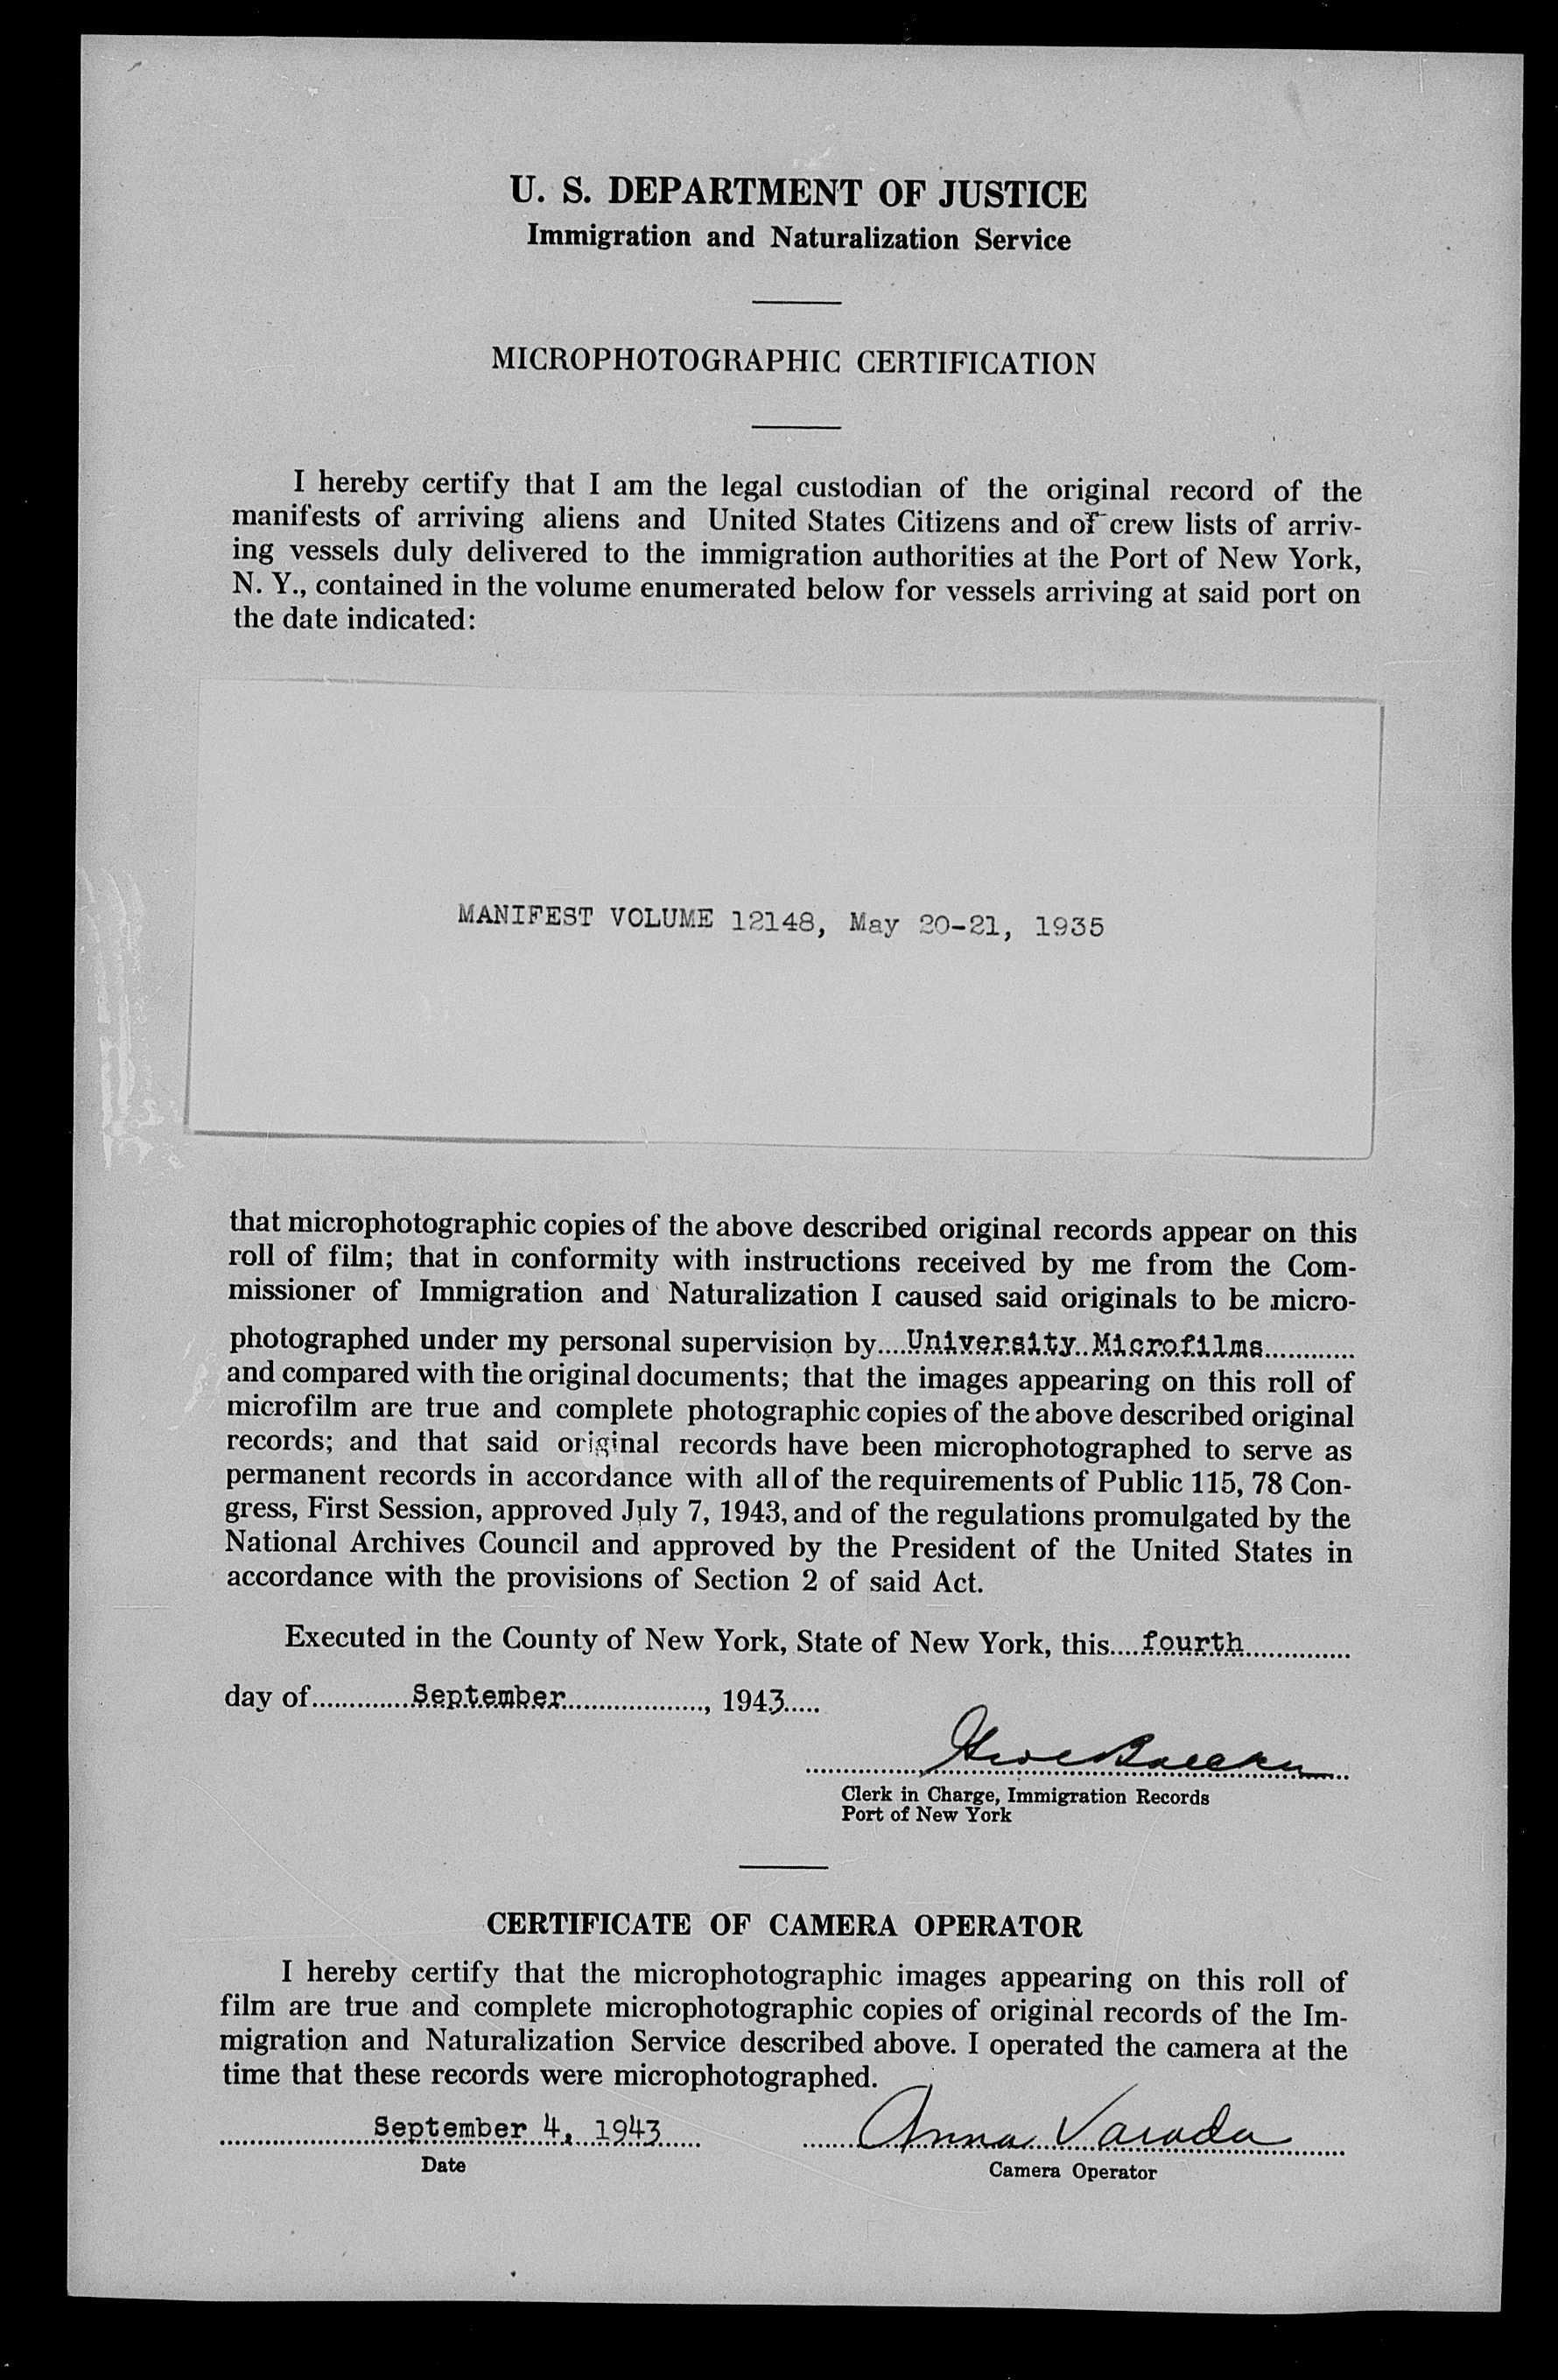 U. S. DEPARTMENT OF JUSTICE
Immigration and Naturalization Service
MICROPHOTOGRAPHIC CERTIFICATION
I hereby certify that I am the legal custodian of the original record of the
manifests of arriving aliens and United States Citizens and of crew lists of arriv-
ing vessels duly delivered to the immigration authorities at the Port of New York,
N. Y., contained in the volume enumerated below for vessels arriving at said port on
the date indicated:
MANIFEST VOLUME 12148, May 20-21, 1935
that microphotographic copies of the above described original records appear on this
roll of film; that in conformity with instructions received by me from the Com-
missioner of Immigration and Naturalization I caused said originals to be micro-
photographed under my personal supervision by....University Microfilms............
and compared with the original documents; that the images appearing on this roll of
microfilm are true and complete photographic copies of the above described original
records; and that said original records have been microphotographed to serve as
permanent records in accordance with all of the requirements of Public 115, 78 Con-
gress, First Session, approved July 7, 1943, and of the regulations promulgated by the
National Archives Council and approved by the President of the United States in
accordance with the provisions of Section 2 of said Act.
Executed in the County of New York, State of New York, this....fourth...............
day of.............September..................., 1943.....
Clerk in Charge, Immigration Records
Port of New York
CERTIFICATE OF CAMERA OPERATOR
I hereby certify that the microphotographic images appearing on this roll of
film are true and complete microphotographic copies of original records of the Im-
migration and Naturalization Service described above. I operated the camera at the
time that these records were microphotographed.
September 4, 1943 Anna
Date
Camera Operator